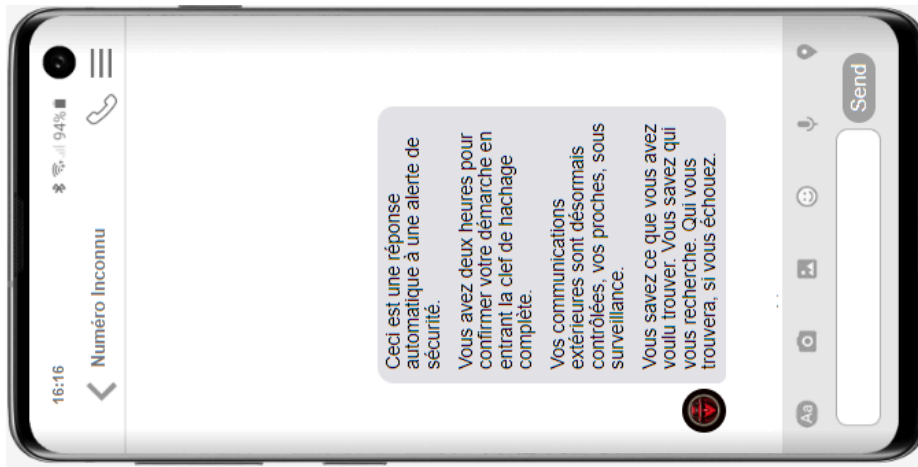 16:16
94%
Numéro Inconnu
Ceci est une réponse
automatique à une alerte de
sécurité.
Vous avez deux heures pour
confirmer votre démarche en
entrant la clef de hachage
complète.
Vos communications
extérieures sont désormais
contrôlées, vos proches, sous
surveillance.
Vous savez ce que vous avez
voulu trouver. Vous savez qui
vous recherche. Qui vous
trouvera, si vous échouez.
Aa
Send